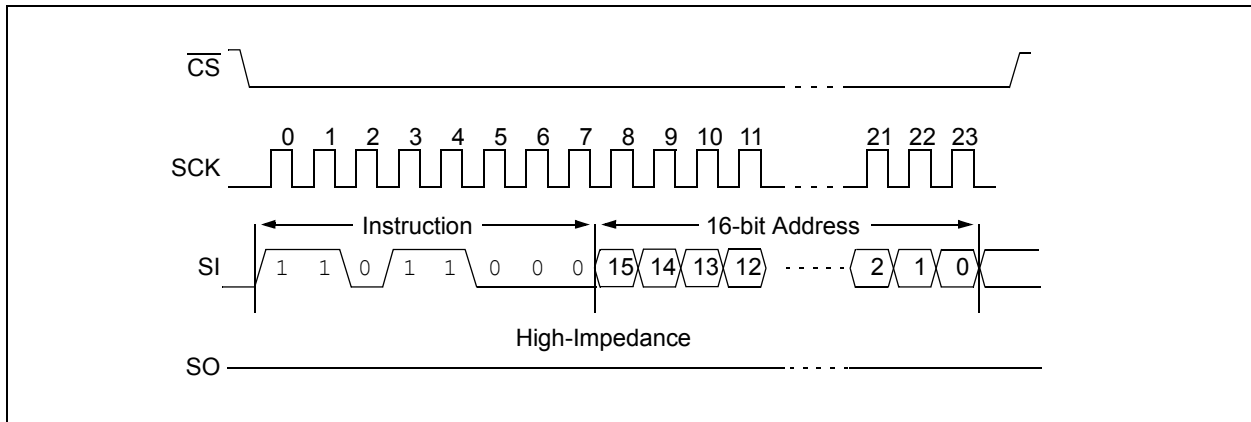 CS
0 1 2 3 4 5 6 7 8 9 10 11 21 22 23
SCK
Instruction 16-bit Address
SI 1 1 0 1 1 0 0 0 15 14 13 12 2 1 0
High-Impedance
SO